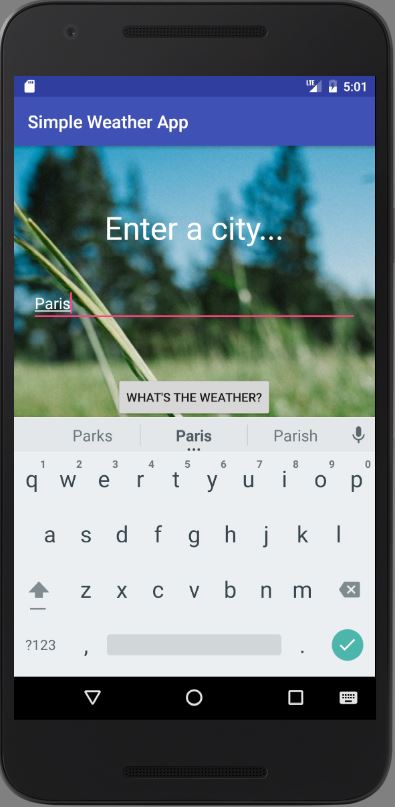 LTE 5:01
Simple Weather App
Enter a city...
Paris
WHAT'S THE WEATHER?
Parks Paris Parish
1 2 3 4 5 6 7 8 9 0
q w e r t y u i o p
a s d f g h j k l
z x c v b n m
?123 , .